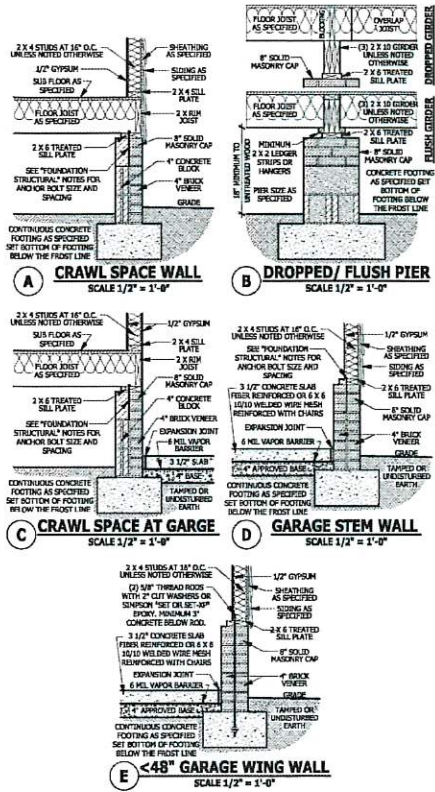 2 X 4 STUDS AT 16" O.C.
UNLESS NOTED OTHERWISE
1/2" GYPSUM
SUB FLOOR AS
SPECIFIED
FLOOR JOIST
AS SPECIFIED
2 X 6 TREATED
SILL PLATE
SEE "FOUNDATION
STRUCTURAL" NOTES FOR
ANCHOR BOLT SIZE AND
SPACING
CONTINUOUS CONCRETE
FOOTING AS SPECIFIED
SET BOTTOM OF FOOTING
BELOW THE FROST LINE
SHEATHING
AS SPECIFIED
SIDING AS
SPECIFIED
2 X 4 SILL
PLATE
2 X RIM
JOIST
8" SOLID
MASONRY CAP
4" CONCRETE
BLOCK
4" BRICK
VENEER
GRADE
A CRAWL SPACE WALL
SCALE 1/2" = 1'-0"
FLOOR JOIST
AS SPECIFIED
BLOCKING
OVERLAP
JOIST
8" SOLID
MASONRY CAP
(3) 2 X 10 GIRDER
UNLESS NOTED
OTHERWISE
2 X 6 TREATED
SILL PLATE
DROPPED GIRDER
FLOOR JOIST
AS SPECIFIED
(3) 2X 10 GIRDER
UNLESS NOTED
OTHERWISE
2 X 6 TREATED
SILL PLATE
FLUSH GIRDER
MINIMUM
2 X 2 LEDGER
STRIPS OR
HANGERS
PIER SIZE AS
SPECIFIED
18" MINIMUM TO
UNTREATED WOOD
8" SOLID
MASONRY CAP
CONCRETE FOOTING
AS SPECIFIED SET
BOTTOM OF FOOTING
BELOW THE FROST
LINE
B DROPPED/ FLUSH PIER
SCALE 1/2" = 1'-0"
2 X 4 STUDS AT 16" O.C.
UNLESS NOTED OTHERWISE
SUB FLOOR AS
SPECIFIED
FLOOR JOIST
AS SPECIFIED
2 X 6 TREATED
SILL PLATE
SEE "FOUNDATION
STRUCTURAL" NOTES FOR
ANCHOR BOLT SIZE AND
SPACING
CONTINUOUS CONCRETE
FOOTING AS SPECIFIED
SET BOTTOM OF FOOTING
BELOW THE FROST LINE
1/2" GYPSUM
2 X 4 SILL
PLATE
2 X RIM
JOIST
8" SOLID
MASONRY CAP
4" CONCRETE
BLOCK
4" BRICK VENEER
EXPANSION JOINT
6 MIL VAPOR
BARRIER
3 1/2" SLAB
4" BASE
TAMPED OR
UNDISTURBED
EARTH
C CRAWL SPACE AT GARGE
SCALE 1/2" = 1'-0"
2 X 4 STUDS AT 16" O.C.
UNLESS NOTED OTHERWISE
SEE "FOUNDATION
STRUCTURAL" NOTES FOR
ANCHOR BOLT SIZE AND
SPACING
3 1/2" CONCRETE SLAB
FIBER REINFORCED OR 6 X 6
10/10 WELDED WIRE MESH
REINFORCED WITH CHAIRS
EXPANSION JOINT
6 MIL VAPOR BARRIER
4" APPROVED BASE
CONTINUOUS CONCRETE
FOOTING AS SPECIFIED
SET BOTTOM OF FOOTING
BELOW THE FROST LINE
1/2" GYPSUM
SHEATHING
AS SPECIFIED
SIDING AS
SPECIFIED
2 X 6 TREATED
SILL PLATE
8" SOLID
MASONRY CAP
4" BRICK
VENEER
GRADE
TAMPED OR
UNDISTURBED
EARTH
D GARAGE STEM WALL
SCALE 1/2" = 1'-0"
2 X 4 STUDS AT 16" O.C.
UNLESS NOTED OTHERWISE
(2) 5/8" THREAD RODS
WITH 2" CUT WASHERS OR
SIMPSON "SET OR SET-XP"
EPOXY. MINIMUM 3"
CONCRETE BELOW ROD.
3 1/2" CONCRETE SLAB
FIBER REINFORCED OR 6 X 6
10/10 WELDED WIRE MESH
REINFORCED WITH CHAIRS
EXPANSION JOINT
6 MIL VAPOR BARRIER
4" APPROVED BASE
CONTINUOUS CONCRETE
FOOTING AS SPECIFIED
SET BOTTOM OF FOOTING
BELOW THE FROST LINE
1/2" GYPSUM
SHEATHING
AS SPECIFIED
SIDING AS
SPECIFIED
2 X 6 TREATED
SILL PLATE
8" SOLID
MASONRY CAP
4" BRICK
VENEER
GRADE
TAMPED OR
UNDISTURBED
EARTH
E <48" GARAGE WING WALL
SCALE 1/2" = 1'-0"